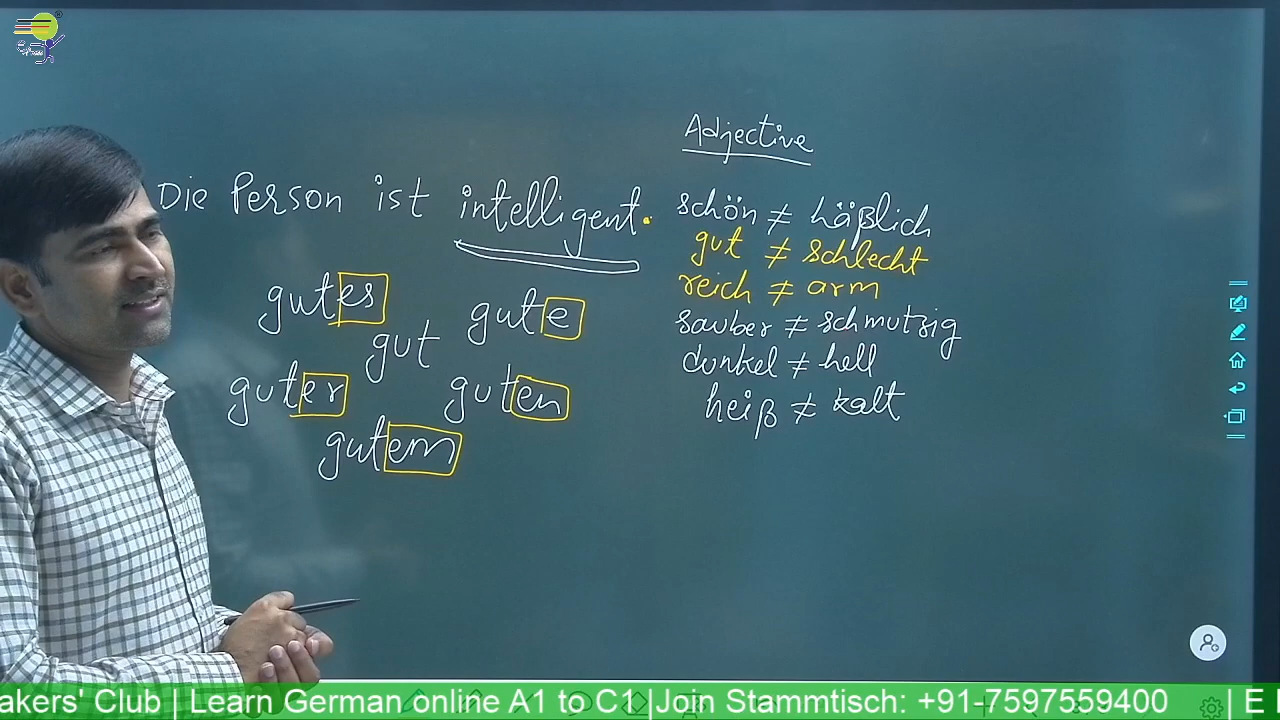 Adjective
Die Person ist intelligent.
schön ≠ häßlich
gut ≠ schlecht
reich ≠ arm
sauber ≠ schmutzig
dunkel ≠ hell
heiß ≠ kalt
gutes
gute
gut
guter
guten
gutem
akers' Club | Learn German online A1 to C1 |Join Stammtisch: +91-7597559400 | E